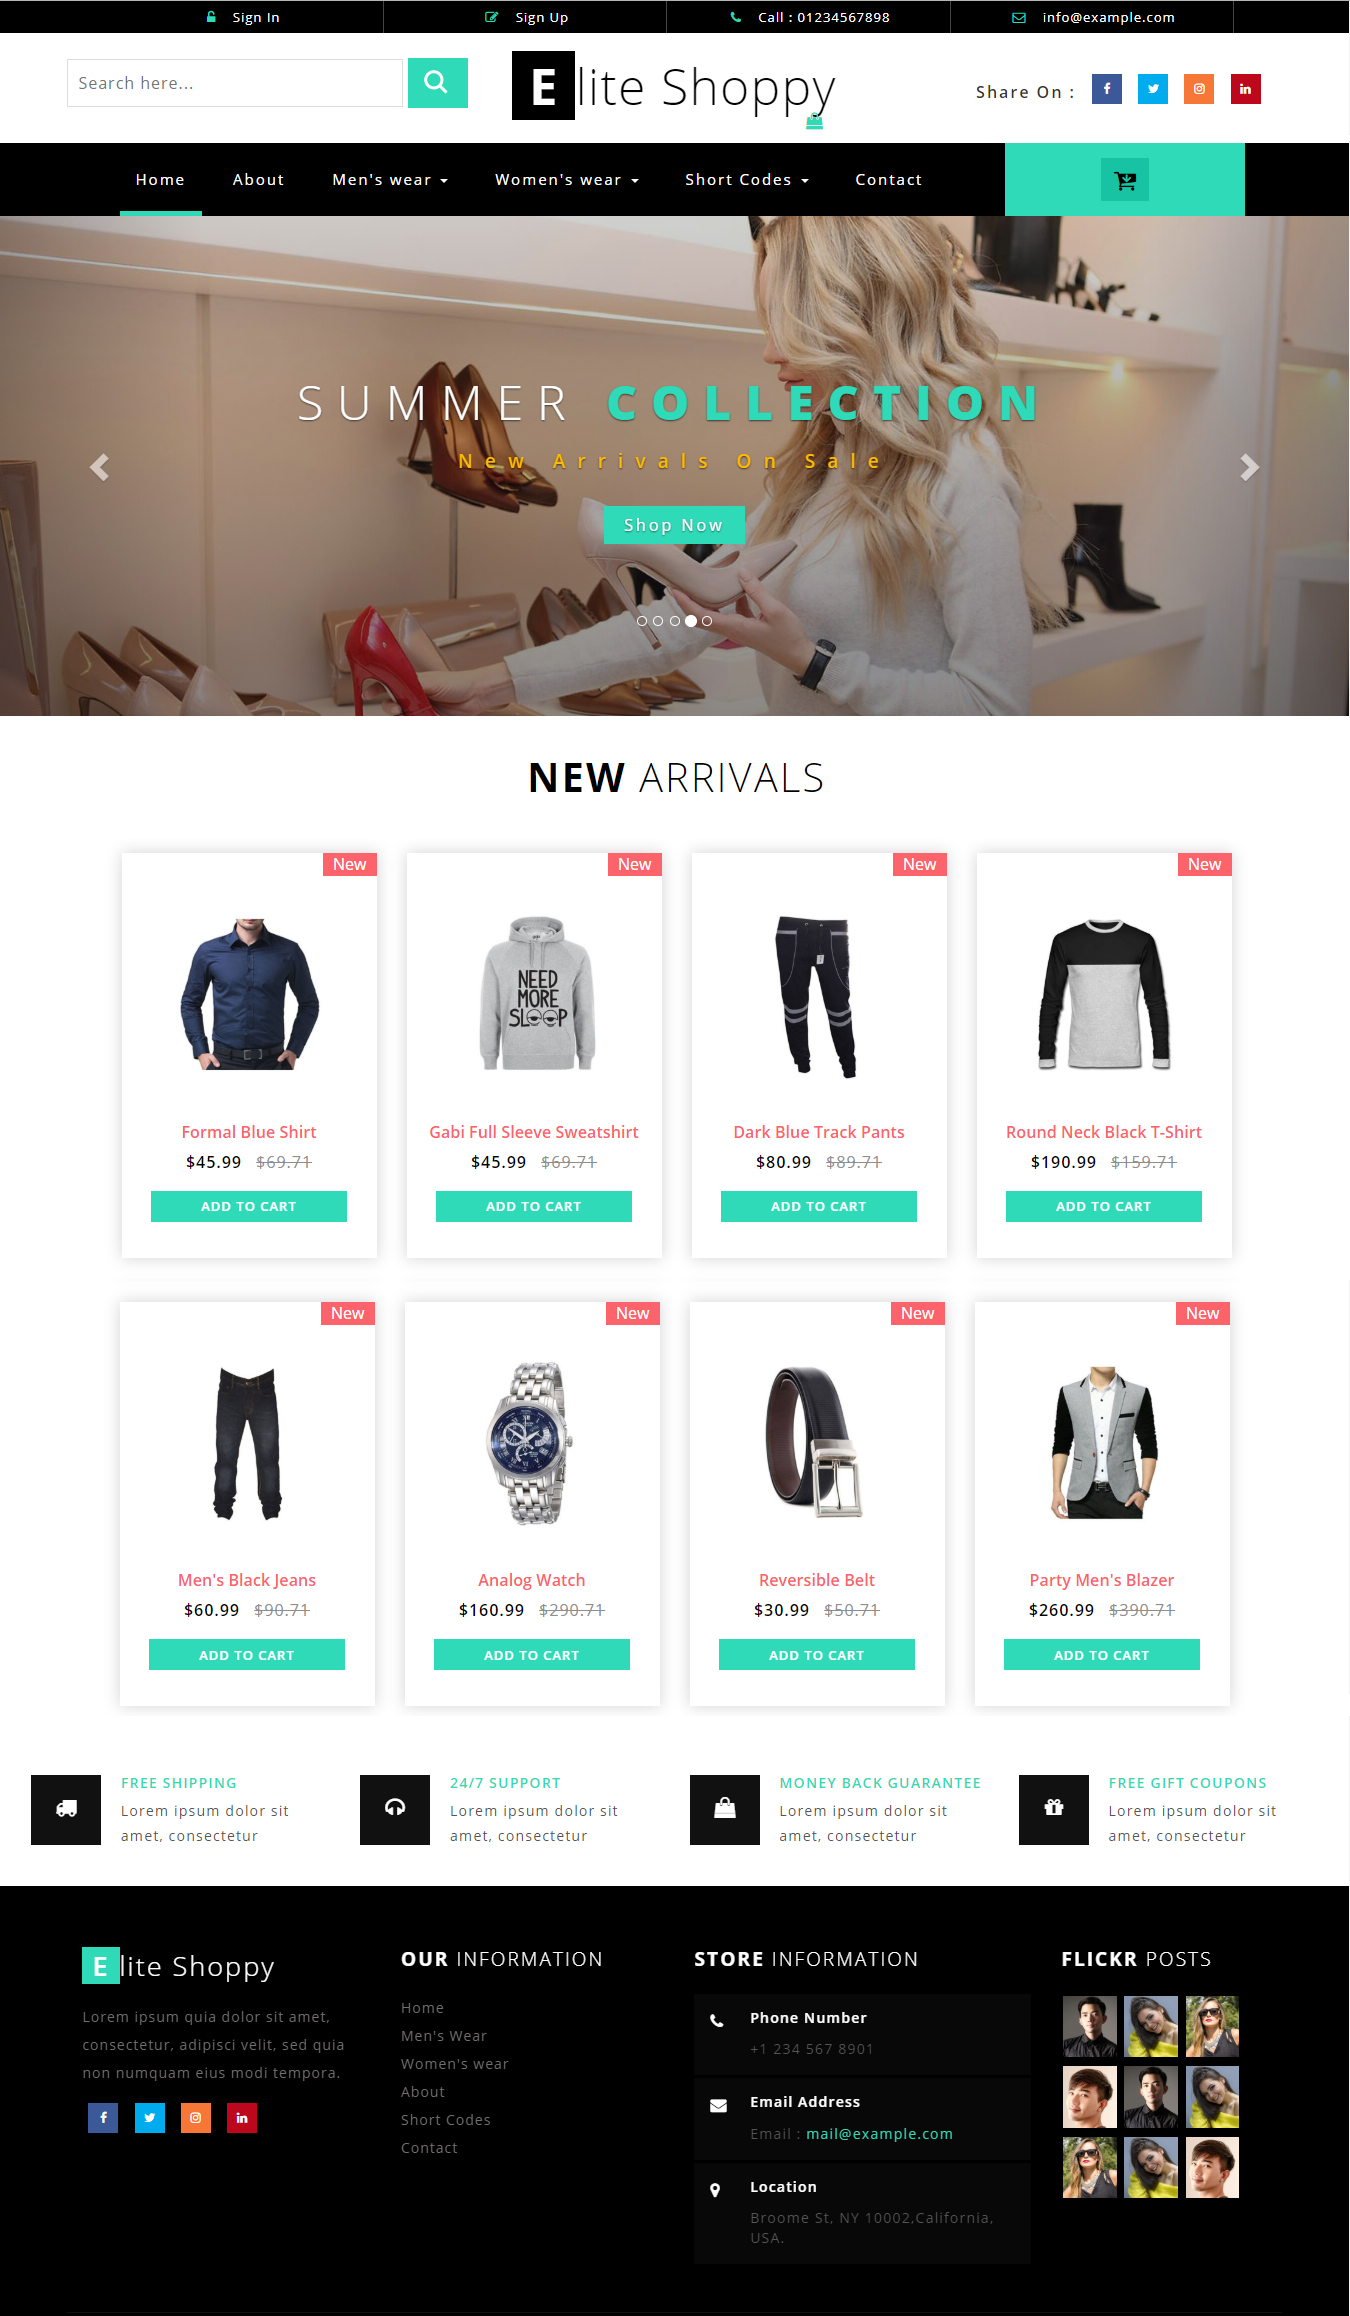 Sign In
Sign Up
Call : 01234567898
info@example.com
Search here...
Elite Shoppy
Share On :
Home
About
Men's wear
Women's wear
Short Codes
Contact
SUMMER COLLECTION
New Arrivals On Sale
Shop Now
NEW ARRIVALS
New
New
New
New
NEED
MORE
SLEEP
Formal Blue Shirt
$45.99 $69.71
ADD TO CART
Gabi Full Sleeve Sweatshirt
$45.99 $69.71
ADD TO CART
Dark Blue Track Pants
$80.99 $89.71
ADD TO CART
Round Neck Black T-Shirt
$190.99 $159.71
ADD TO CART
New
New
New
New
Men's Black Jeans
$60.99 $90.71
ADD TO CART
Analog Watch
$160.99 $290.71
ADD TO CART
Reversible Belt
$30.99 $50.71
ADD TO CART
Party Men's Blazer
$260.99 $390.71
ADD TO CART
FREE SHIPPING
Lorem ipsum dolor sit
amet, consectetur
24/7 SUPPORT
Lorem ipsum dolor sit
amet, consectetur
MONEY BACK GUARANTEE
Lorem ipsum dolor sit
amet, consectetur
FREE GIFT COUPONS
Lorem ipsum dolor sit
amet, consectetur
Elite Shoppy
Lorem ipsum quia dolor sit amet,
consectetur, adipisci velit, sed quia
non numquam eius modi tempora.
OUR INFORMATION
Home
Men's Wear
Women's wear
About
Short Codes
Contact
STORE INFORMATION
Phone Number
+1 234 567 8901
Email Address
Email : mail@example.com
Location
Broome St, NY 10002,California,
USA.
FLICKR POSTS